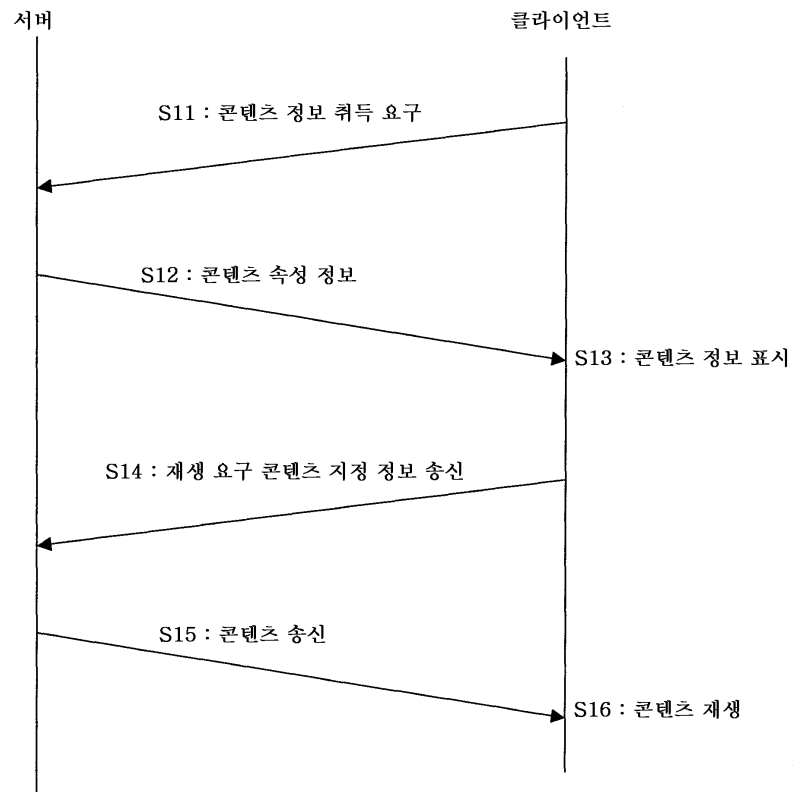 서버
클라이언트
S11 : 콘텐츠 정보 취득 요구
S12 : 콘텐츠 속성 정보
S13 : 콘텐츠 정보 표시
S14 : 재생 요구 콘텐츠 지정 정보 송신
S15 : 콘텐츠 송신
S16 : 콘텐츠 재생